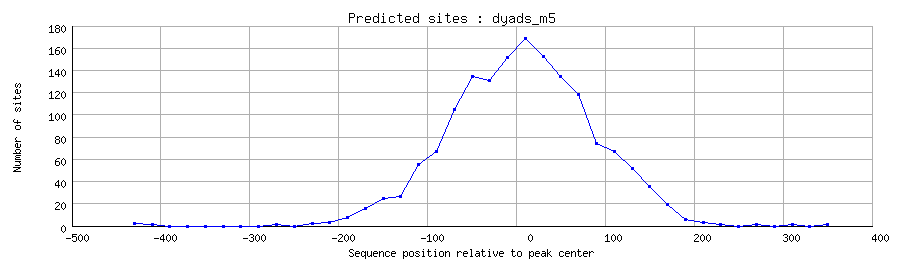 Predicted sites : dyads_m5
180
160
140
120
100
80
60
40
20
0
Number of sites
-500 -400 -300 -200 -100 0 100 200 300 400
Sequence position relative to peak center